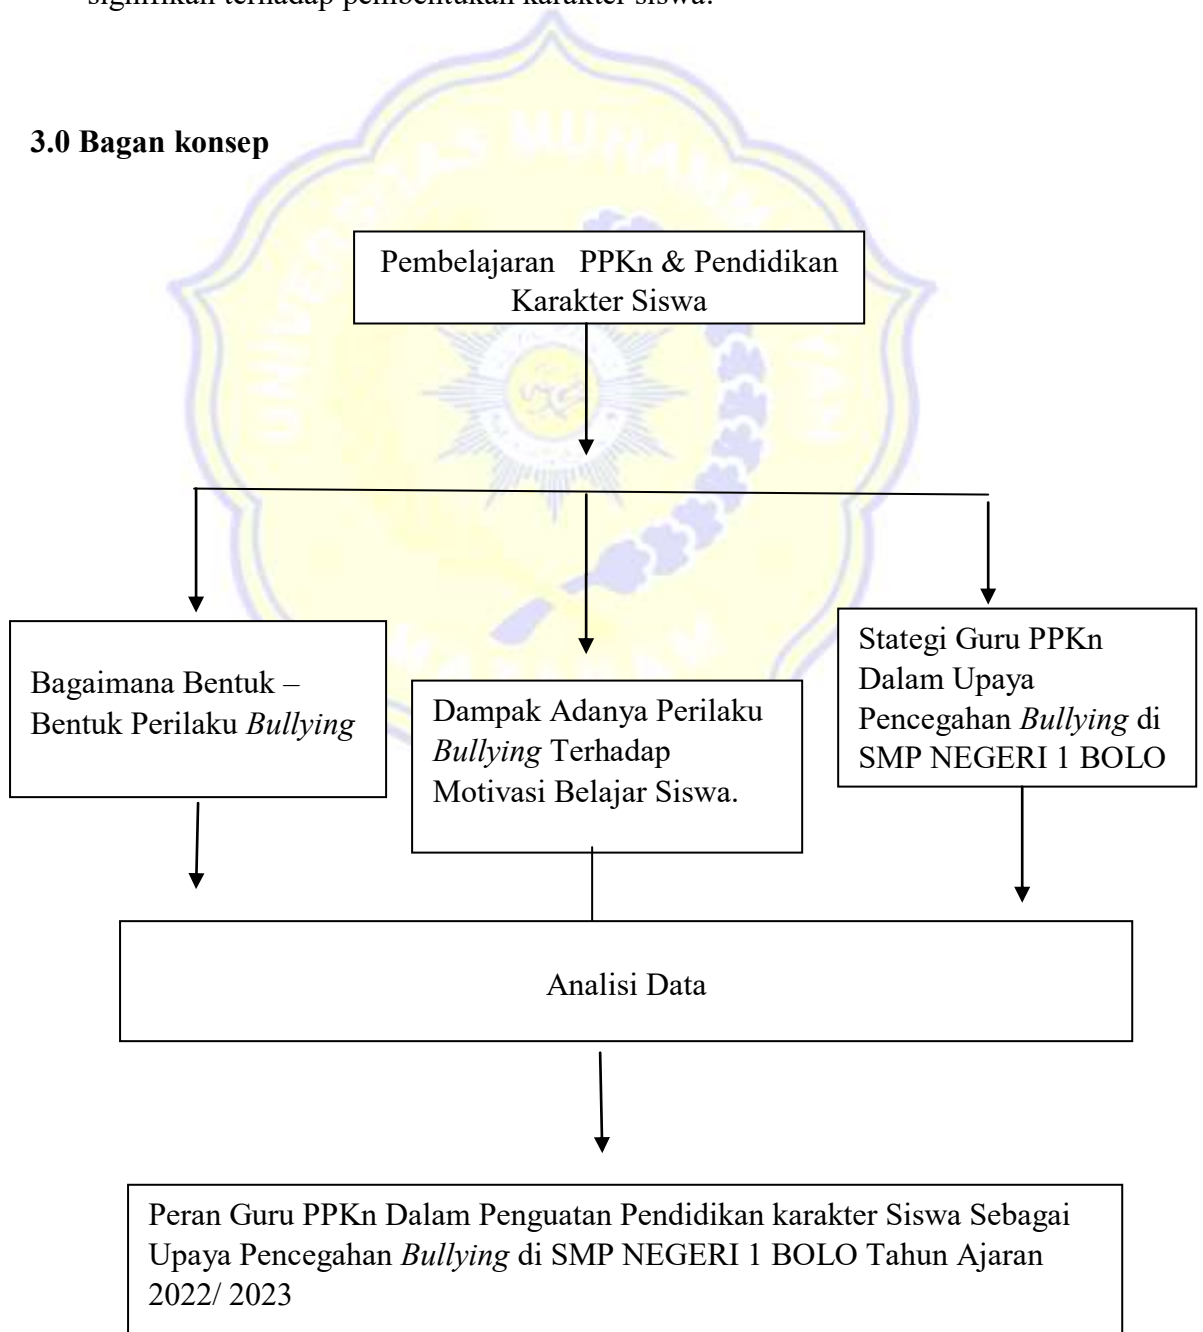 signifikan terhadap pembentukan karakter siswa.
3.0 Bagan konsep
UNIVERSITAS MUHAMMADIYAH
MATARAM
Pembelajaran PPKn & Pendidikan
Karakter Siswa
Bagaimana Bentuk –
Bentuk Perilaku Bullying
Dampak Adanya Perilaku
Bullying Terhadap
Motivasi Belajar Siswa.
Stategi Guru PPKn
Dalam Upaya
Pencegahan Bullying di
SMP NEGERI 1 BOLO
Analisi Data
Peran Guru PPKn Dalam Penguatan Pendidikan karakter Siswa Sebagai
Upaya Pencegahan Bullying di SMP NEGERI 1 BOLO Tahun Ajaran
2022/ 2023